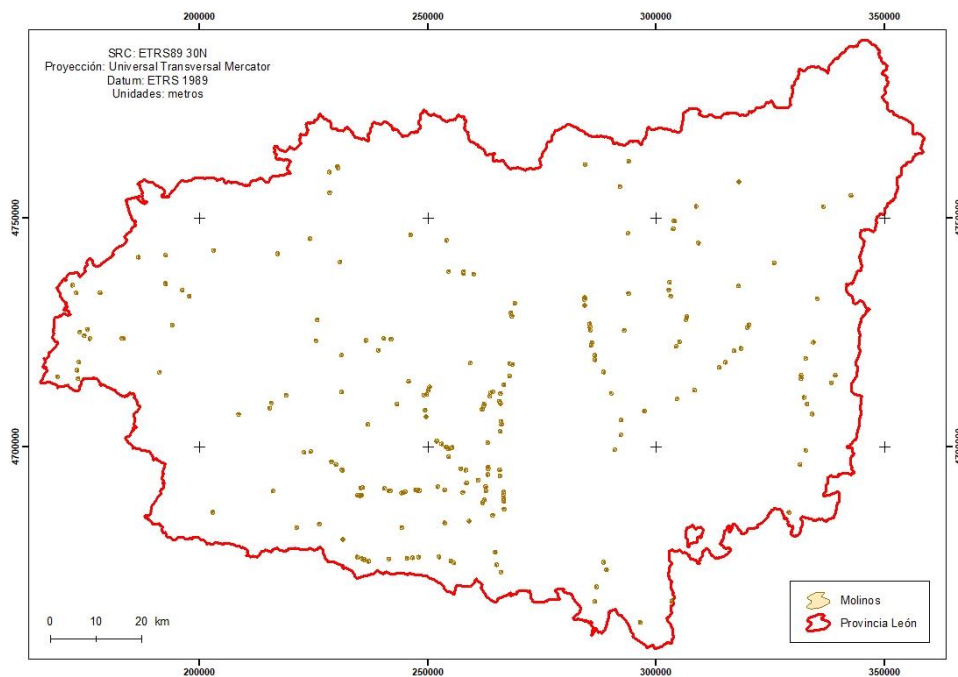 200000 250000 300000 350000
SRC: ETRS89 30N
Proyección: Universal Transversal Mercator
Datum: ETRS 1989
Unidades: metros
4750000 4750000
4700000 4700000
Molinos
Provincia León
0 10 20 km
200000 250000 300000 350000